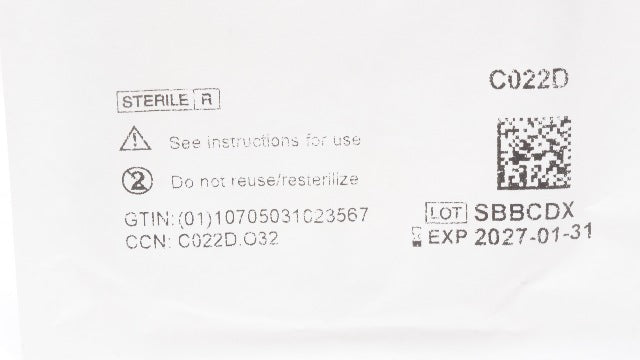 C022D
STERILE R
See instructions for use
Do not reuse/resterilize
GTIN: (01)10705031023567
CCN: C022D.O32
LOT SBBCDX
EXP 2027-01-31